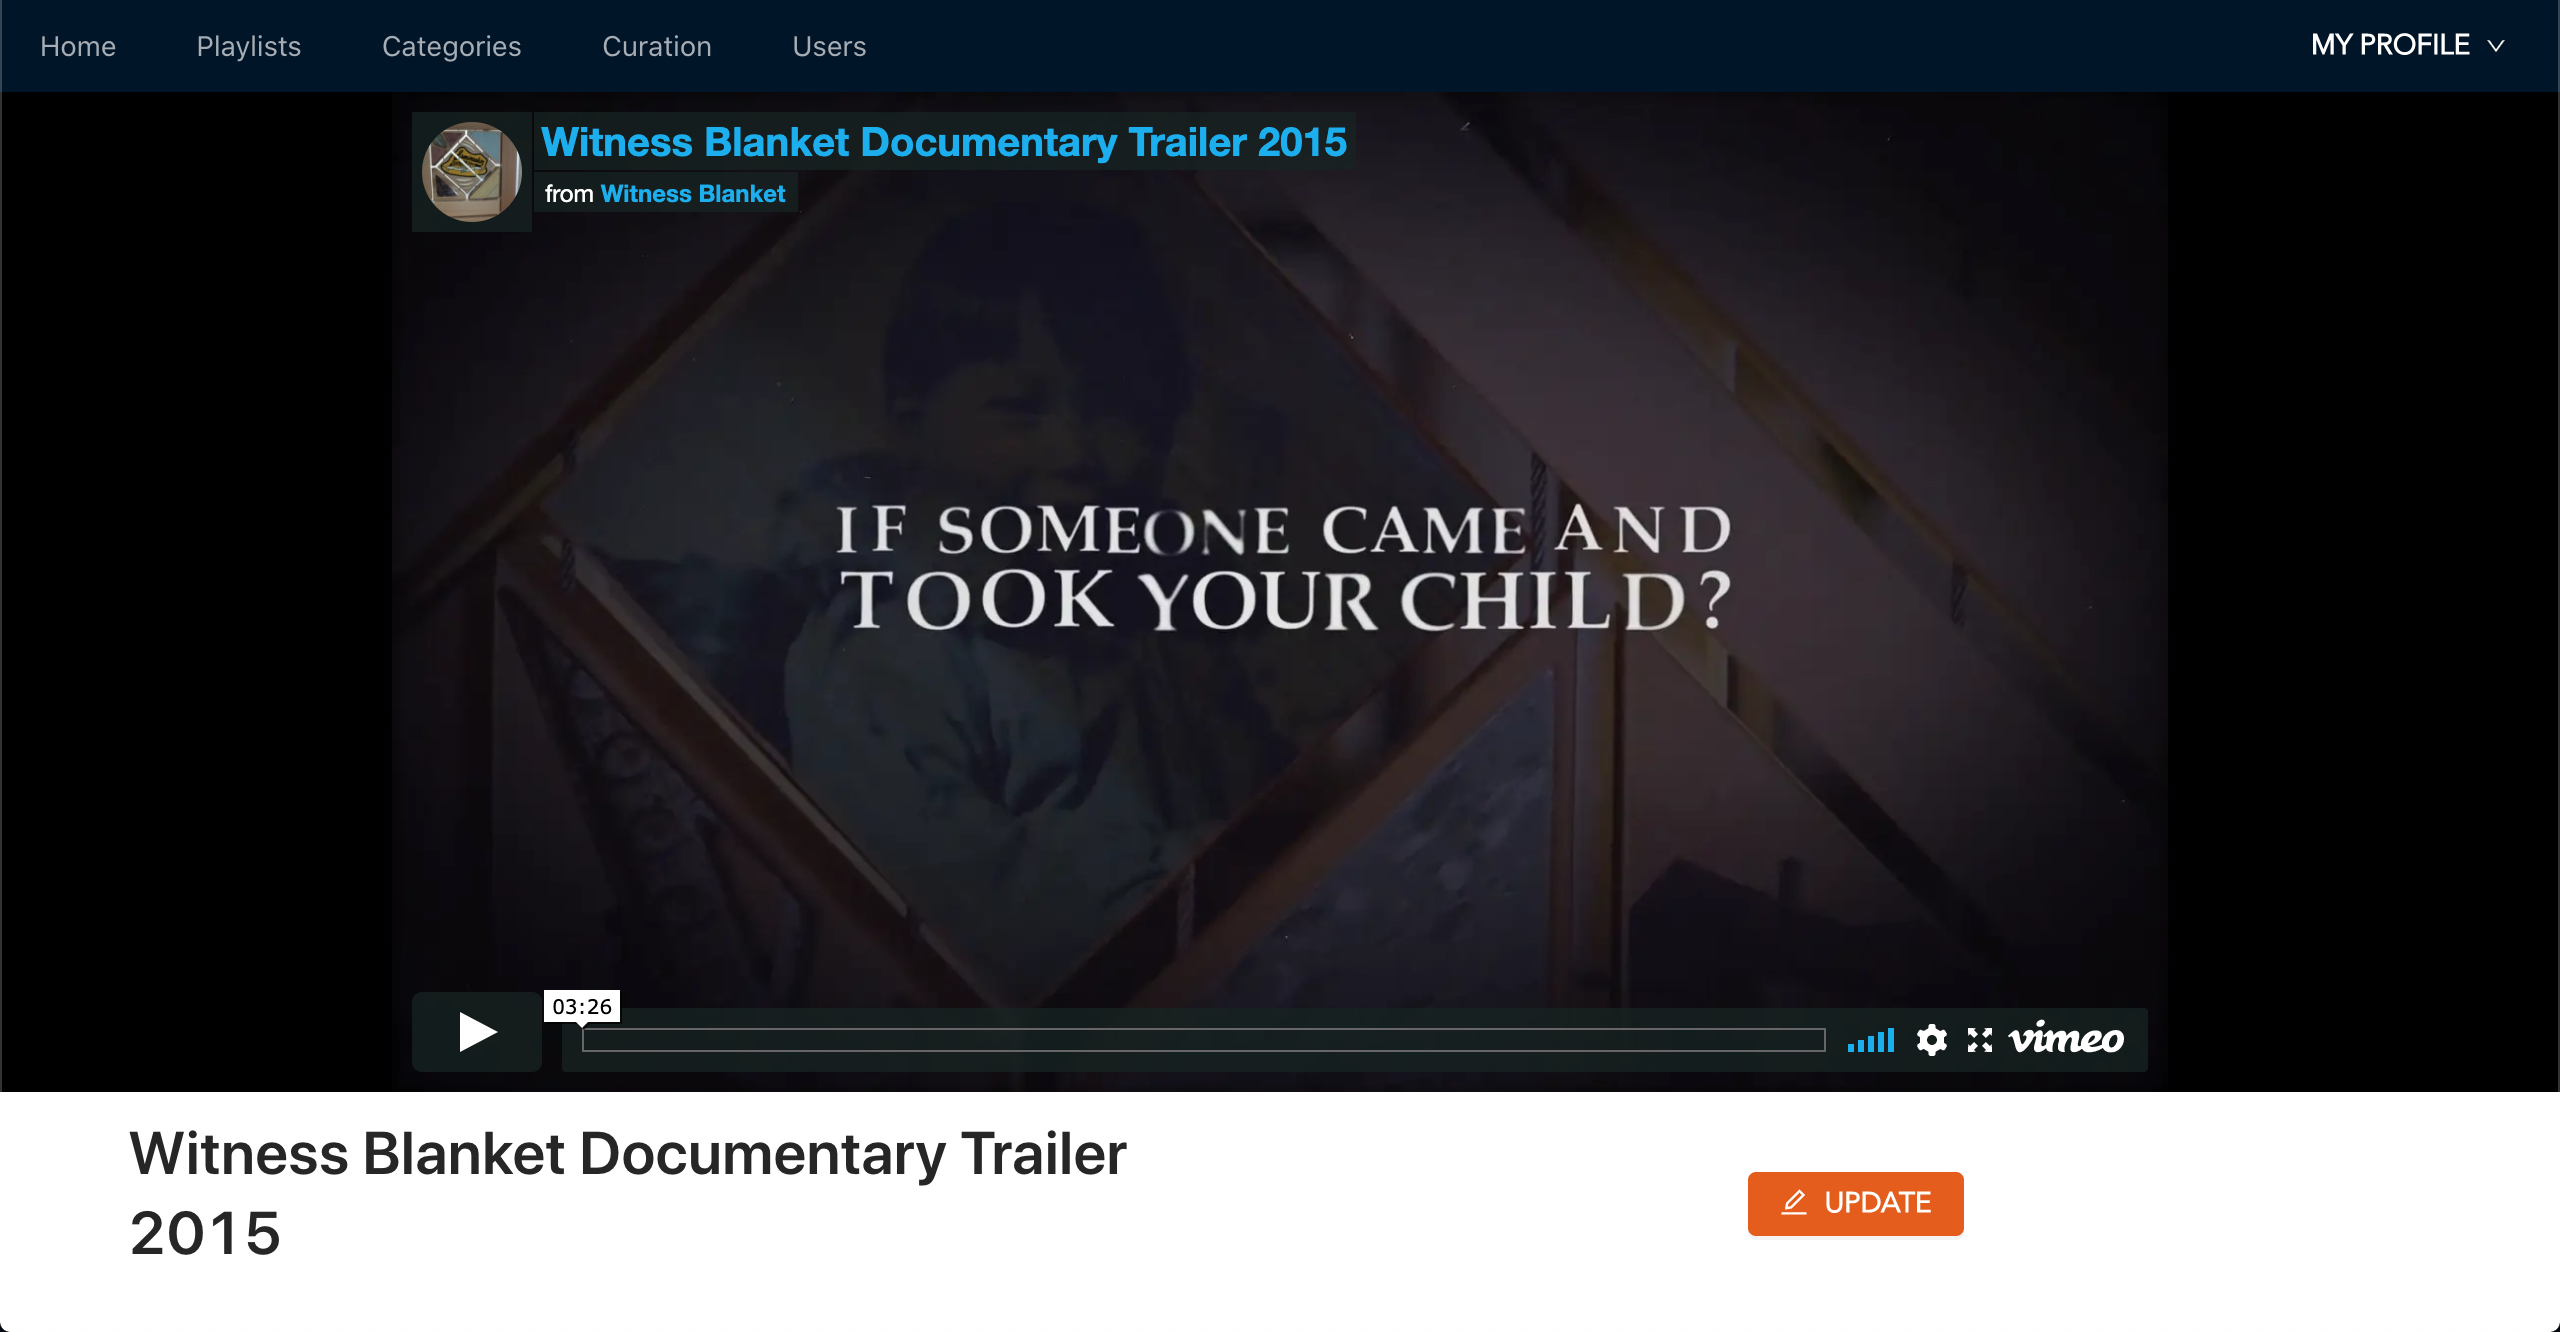 Home Playlists Categories Curation Users MY PROFILE
Witness Blanket Documentary Trailer 2015
from Witness Blanket
IF SOMEONE CAME AND
TOOK YOUR CHILD?
03:26
vimeo
Witness Blanket Documentary Trailer
2015
UPDATE